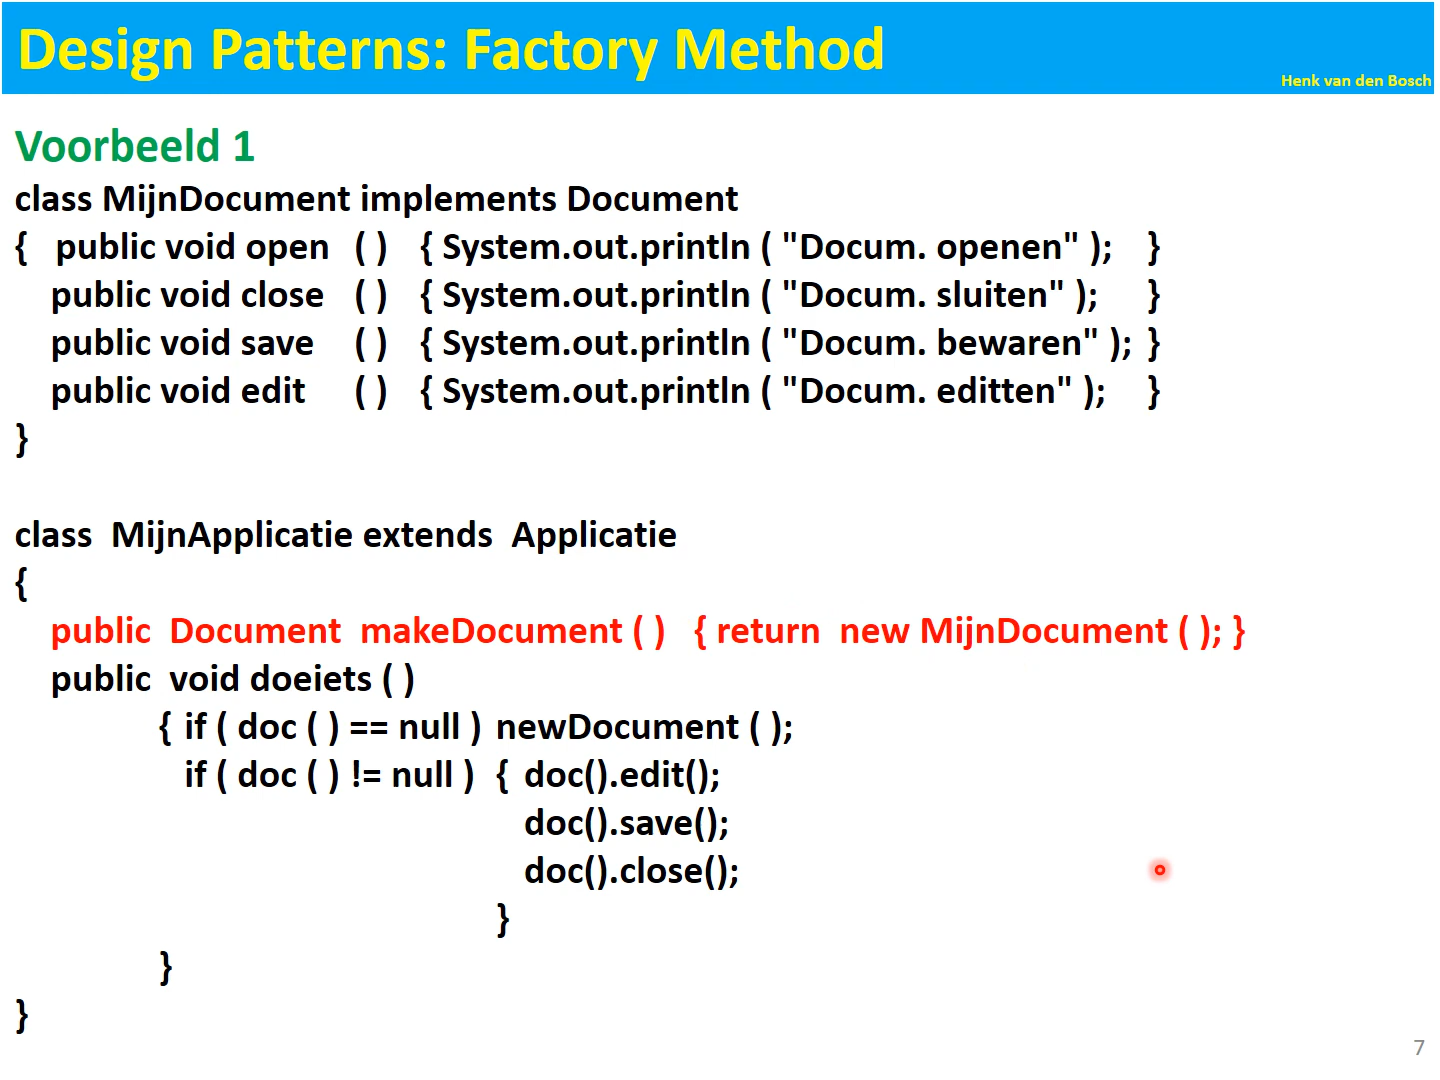 Design Patterns: Factory Method
Henk van den Bosch
Voorbeeld 1
class MijnDocument implements Document
{ public void open ( ) { System.out.println ( "Docum. openen" ); }
public void close ( ) { System.out.println ( "Docum. sluiten" ); }
public void save ( ) { System.out.println ( "Docum. bewaren" ); }
public void edit ( ) { System.out.println ( "Docum. editten" ); }
}
class MijnApplicatie extends Applicatie
{
public Document makeDocument ( ) { return new MijnDocument ( ); }
public void doeiets ( )
{ if ( doc ( ) == null ) newDocument ( );
if ( doc ( ) != null ) { doc().edit();
doc().save();
doc().close();
}
}
}
7